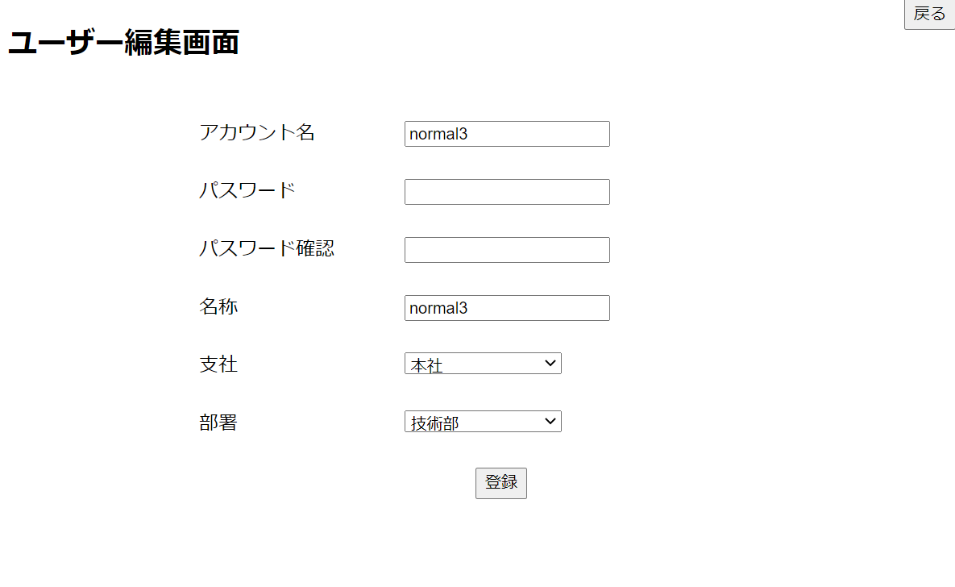 戻る
ユーザー編集画面
アカウント名 normal3
パスワード
パスワード確認
名称 normal3
支社 本社
部署 技術部
登録